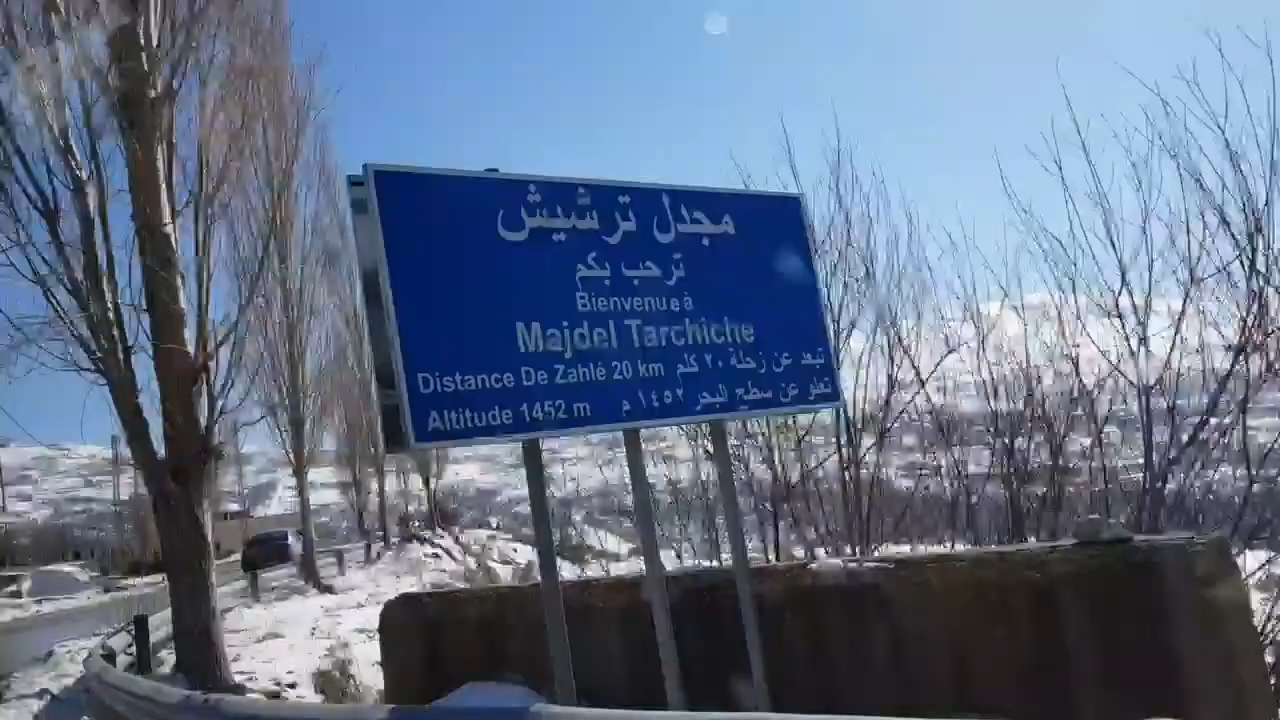 مجدل ترشيش
ترحب بكم
Bienvenue à
Majdel Tarchiche
Distance De Zahlé 20 km تبعد عن زحلة ٢٠ كلم
Altitude 1452 m تعلو عن سطح البحر ١٤٥٢ م